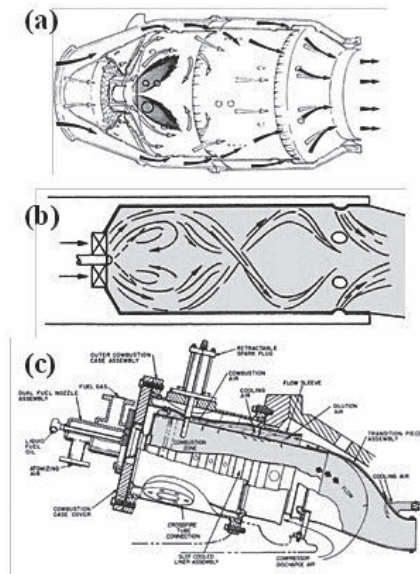 (a)
(b)
(c)
OUTER COMBUSTION
CASE ASSEMBLY
RETRACTABLE
SPARK PLUG
COMBUSTION
AIR
FUEL GAS
COOLING
AIR
FLOW SLEEVE
DUAL FUEL NOZZLE
ASSEMBLY
DILUTION
AIR
TRANSITION PIECE
ASSEMBLY
LIQUID
FUEL
OIL
COMBUSTION
ZONE
COOLING AIR
ATOMIZING
AIR
FLOW
COMBUSTION
CASE COVER
CROSSFIRE
TUBE
CONNECTION
SLOT COOLED
LINER ASSEMBLY
COMPRESSOR
DISCHARGE AIR